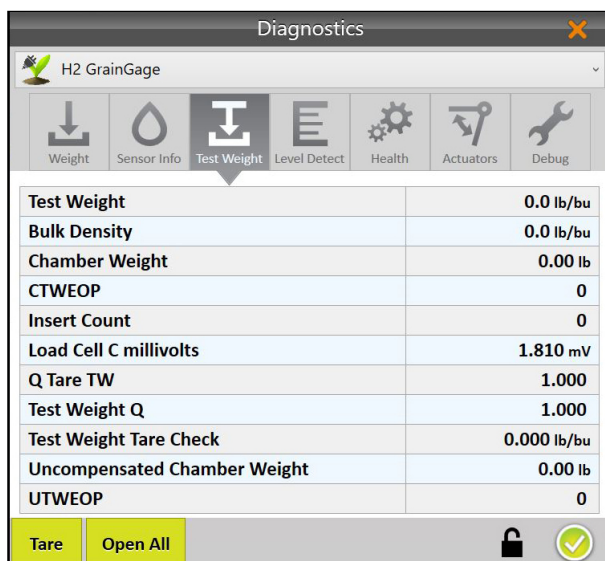 Diagnostics
H2 GrainGage
Weight Sensor Info Test Weight Level Detect Health Actuators Debug
Test Weight 0.0 lb/bu
Bulk Density 0.0 lb/bu
Chamber Weight 0.00 lb
CTWEOP 0
Insert Count 0
Load Cell C millivolts 1.810 mV
Q Tare TW 1.000
Test Weight Q 1.000
Test Weight Tare Check 0.000 lb/bu
Uncompensated Chamber Weight 0.00 lb
UTWEOP 0
Tare Open All